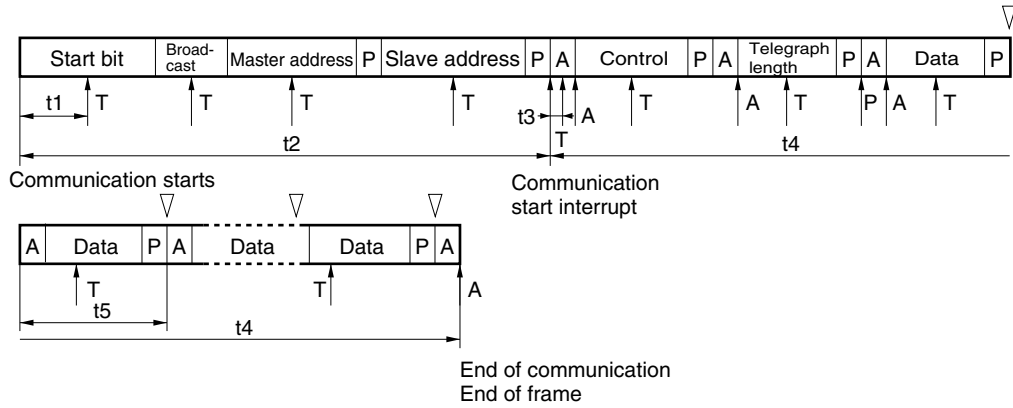 Start bit Broad- cast Master address P Slave address P A Control P A Telegraph length P A Data P
t1 T T T T t3 T A T A T P A T
t2 t4
Communication starts
Communication
start interrupt
A Data P A Data Data P A
T T A
t5
t4
End of communication
End of frame